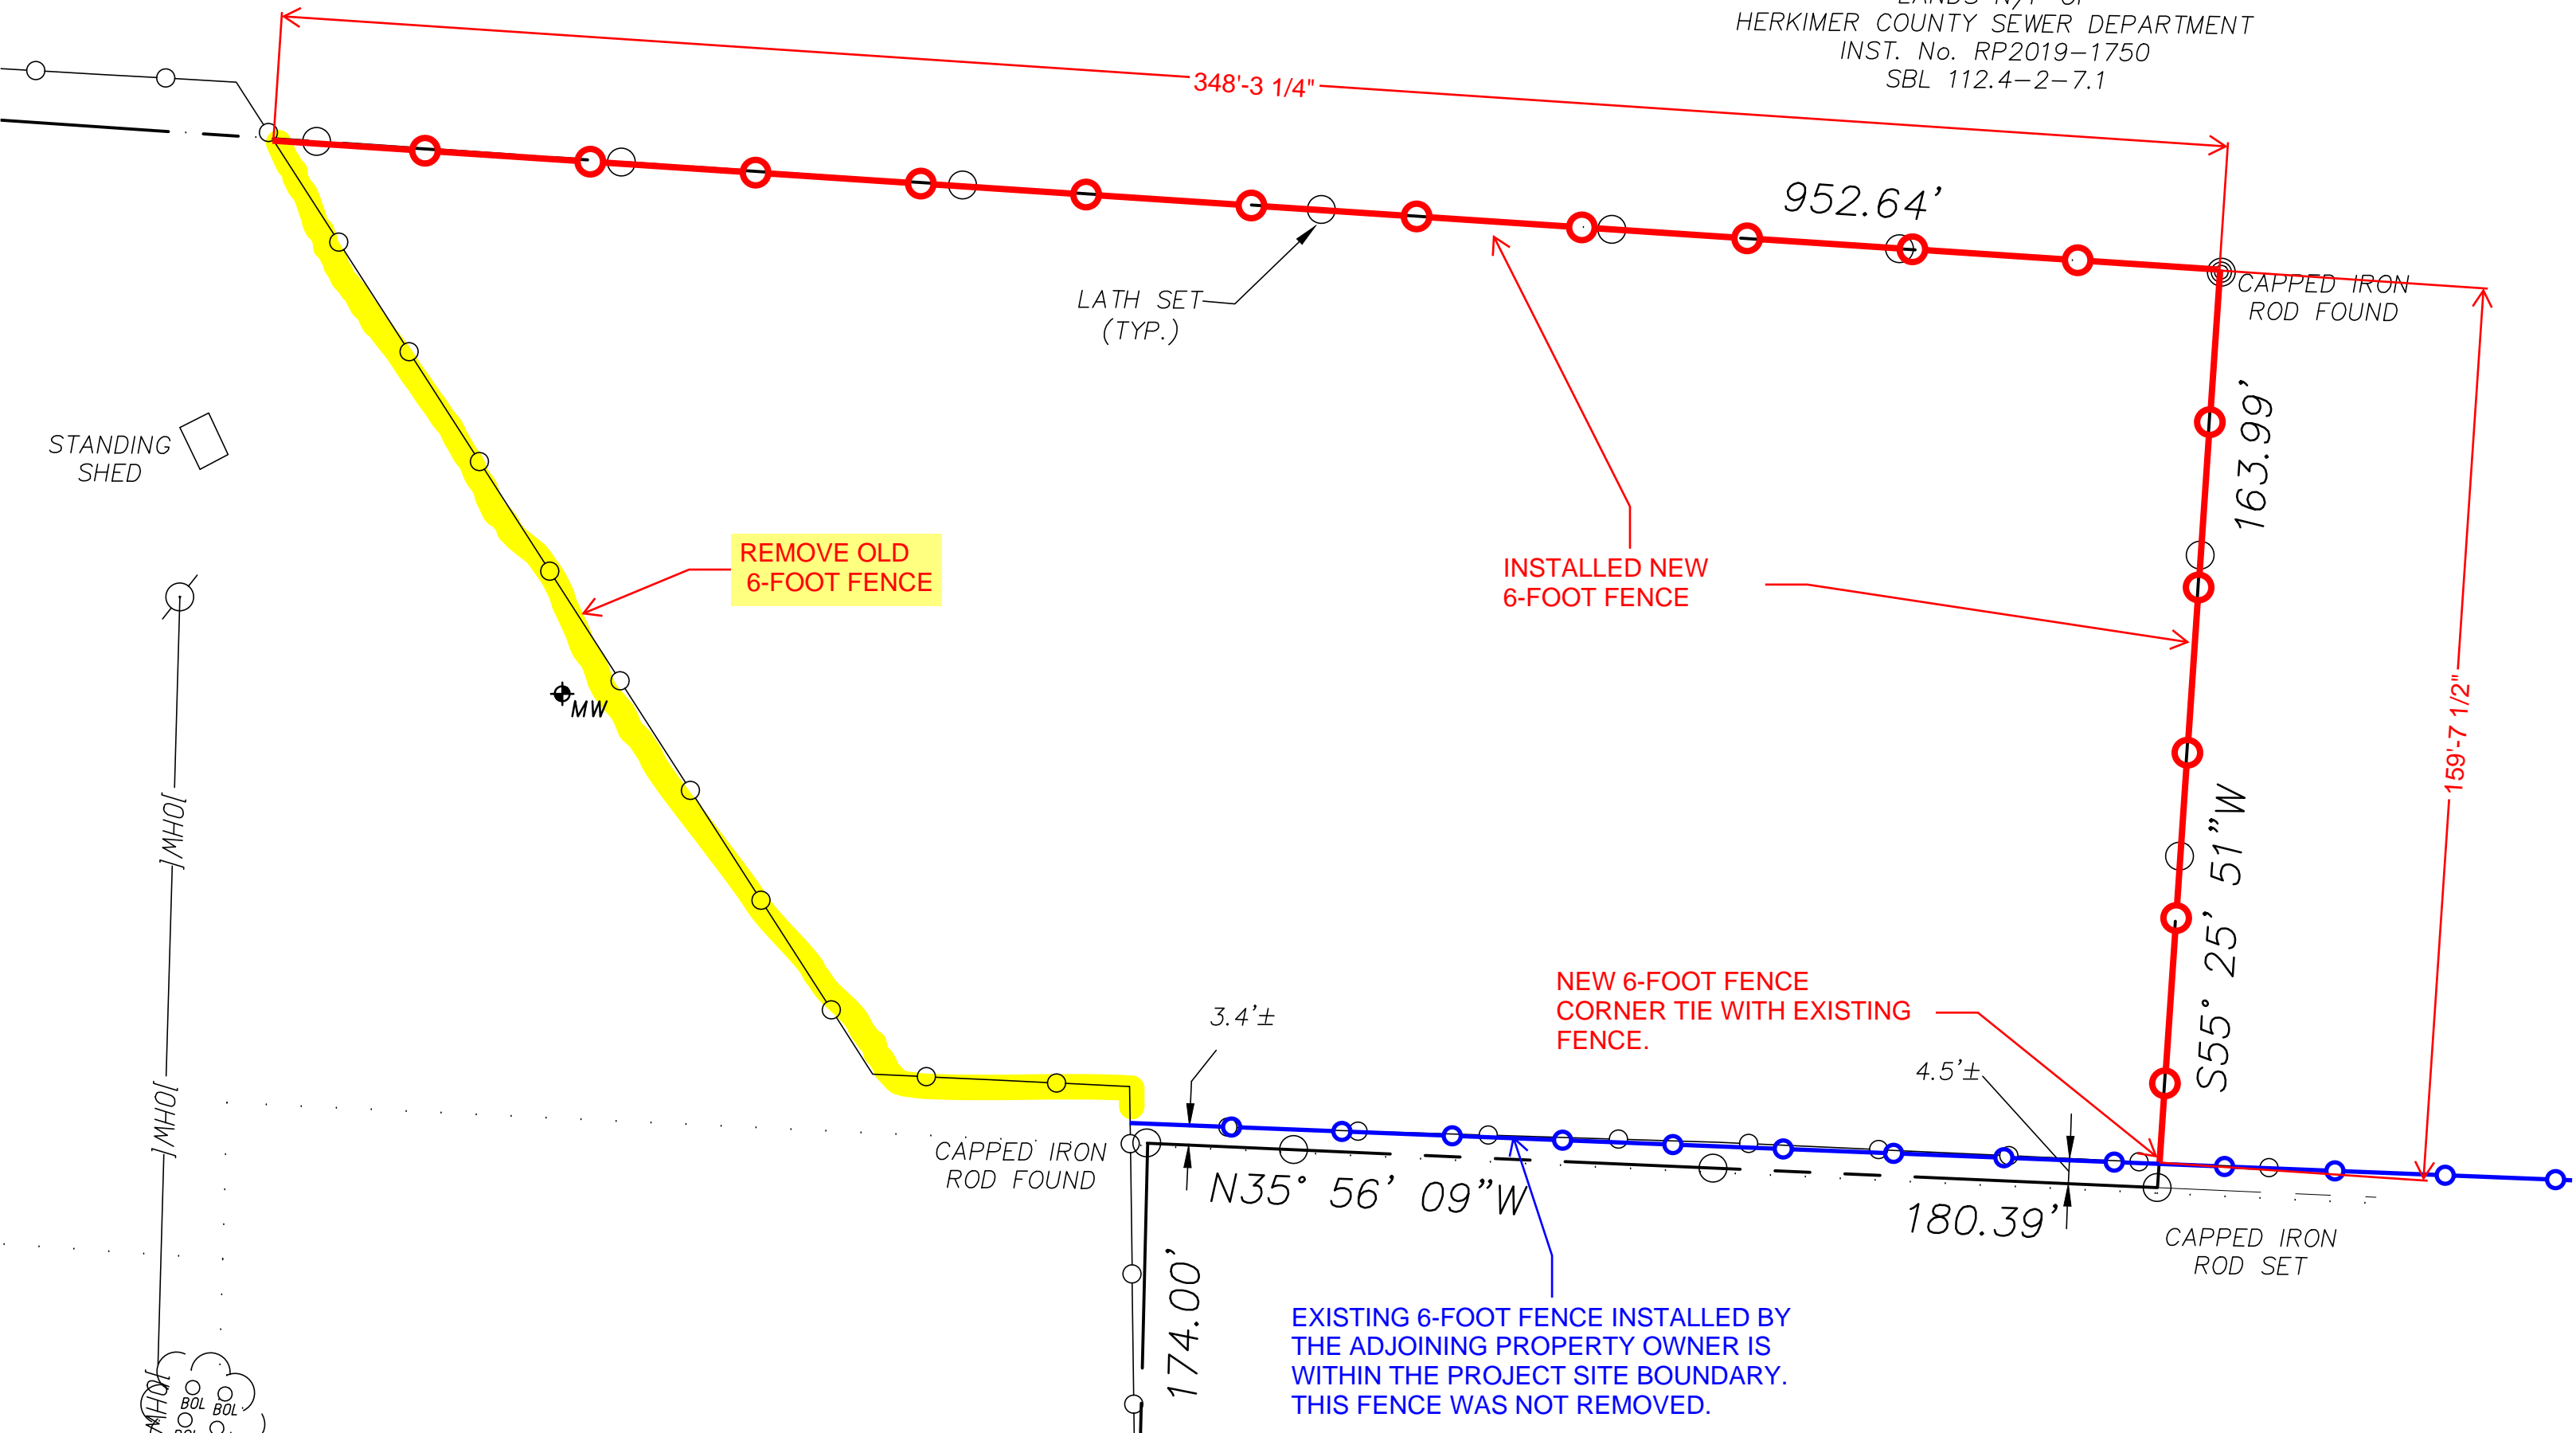 HERKIMER COUNTY SEWER DEPARTMENT
INST. No. RP2019-1750
SBL 112.4-2-7.1
348'-3 1/4"
952.64'
LATH SET
(TYP.)
CAPPED IRON
ROD FOUND
163.99'
STANDING
SHED
REMOVE OLD
6-FOOT FENCE
INSTALLED NEW
6-FOOT FENCE
MW
159'-7 1/2"
S55° 25' 51"W
]OHW[
]OHW[
NEW 6-FOOT FENCE
CORNER TIE WITH EXISTING
FENCE.
3.4'±
4.5'±
CAPPED IRON
ROD FOUND
N35° 56' 09"W
180.39'
CAPPED IRON
ROD SET
174.00'
EXISTING 6-FOOT FENCE INSTALLED BY
THE ADJOINING PROPERTY OWNER IS
WITHIN THE PROJECT SITE BOUNDARY.
THIS FENCE WAS NOT REMOVED.
BOL
BOL